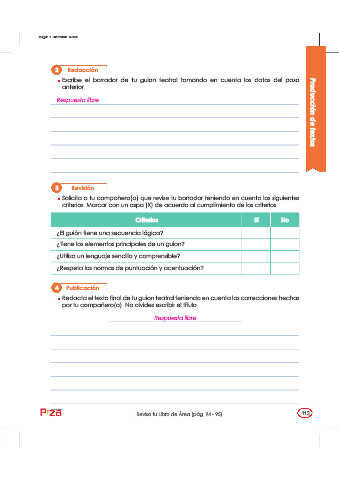 2 Redacción
• Escribe el borrador de tu guion teatral tomando en cuenta los datos del paso
anterior.
Respuesta libre
Producción de textos
3 Revisión
• Solicita a tu compañero(a) que revise tu borrador teniendo en cuenta los siguientes
criterios. Marcar con un aspa (X) de acuerdo al cumplimiento de los criterios.
Criterios Sí No
¿El guión tiene una secuencia lógica?
¿Tiene los elementos principales de un guion?
¿Utiliza un lenguaje sencillo y comprensible?
¿Respeta las normas de puntuación y acentuación?
4 Publicación
• Redacta el texto final de tu guion teatral teniendo en cuenta las correcciones hechas
por tu compañero(a). No olvides escribir el título.
Respuesta libre
Pïza
Revisa tu Libro de Área (pág. 94 - 95)
113